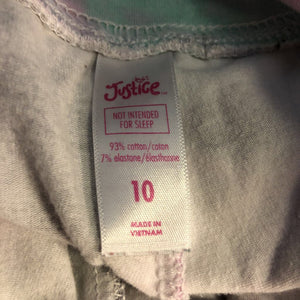 Justice
NOT INTENDED
FOR SLEEP
93% cotton/coton
7% elastane/élasthanne
10
MADE IN
VIETNAM